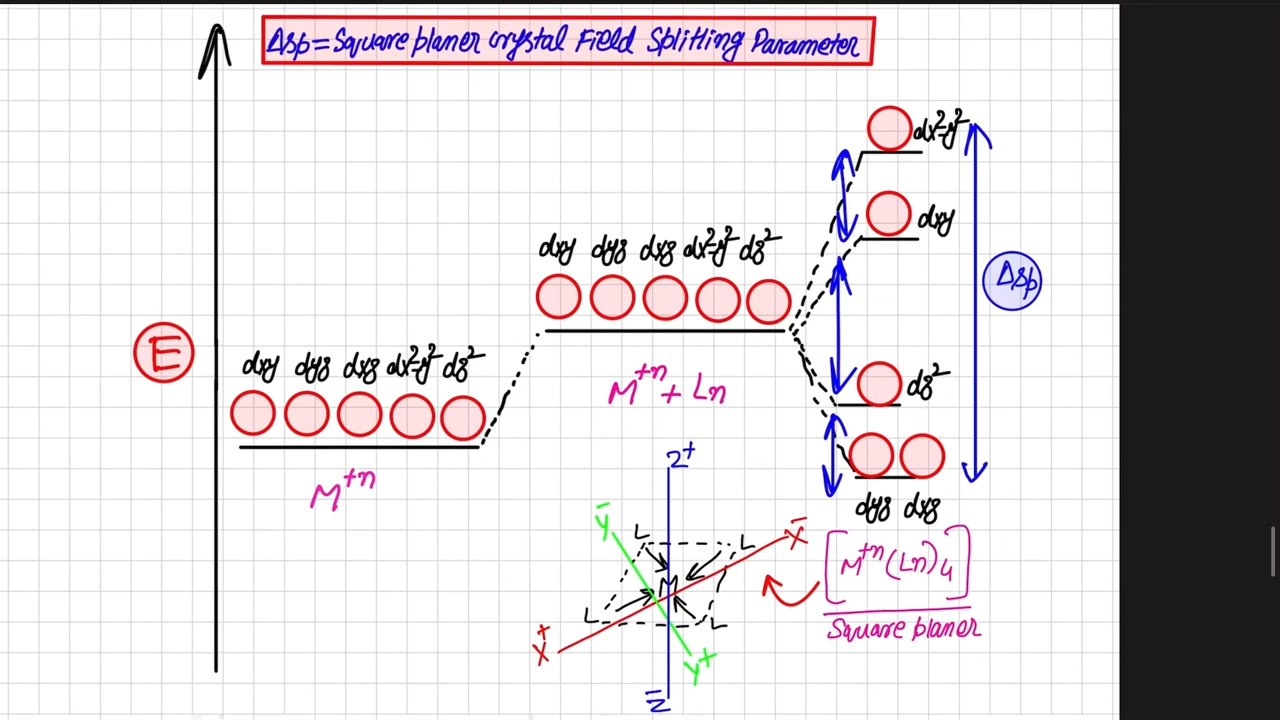 Δsp = Square planer crystal Field Splitting Parameter
dx²-y²
dxy
dxy dyz dxz dx²-y² dz²
Δsp
E
dxy dyz dxz dx²-y² dz²
M⁺ⁿ + Ln
dz²
M⁺ⁿ
dyz dxz
Z⁺
Y⁻
X⁻
L L
M
L L
X⁺
Y⁺
Z⁻
[M⁺ⁿ(Ln)₄]
Square planer